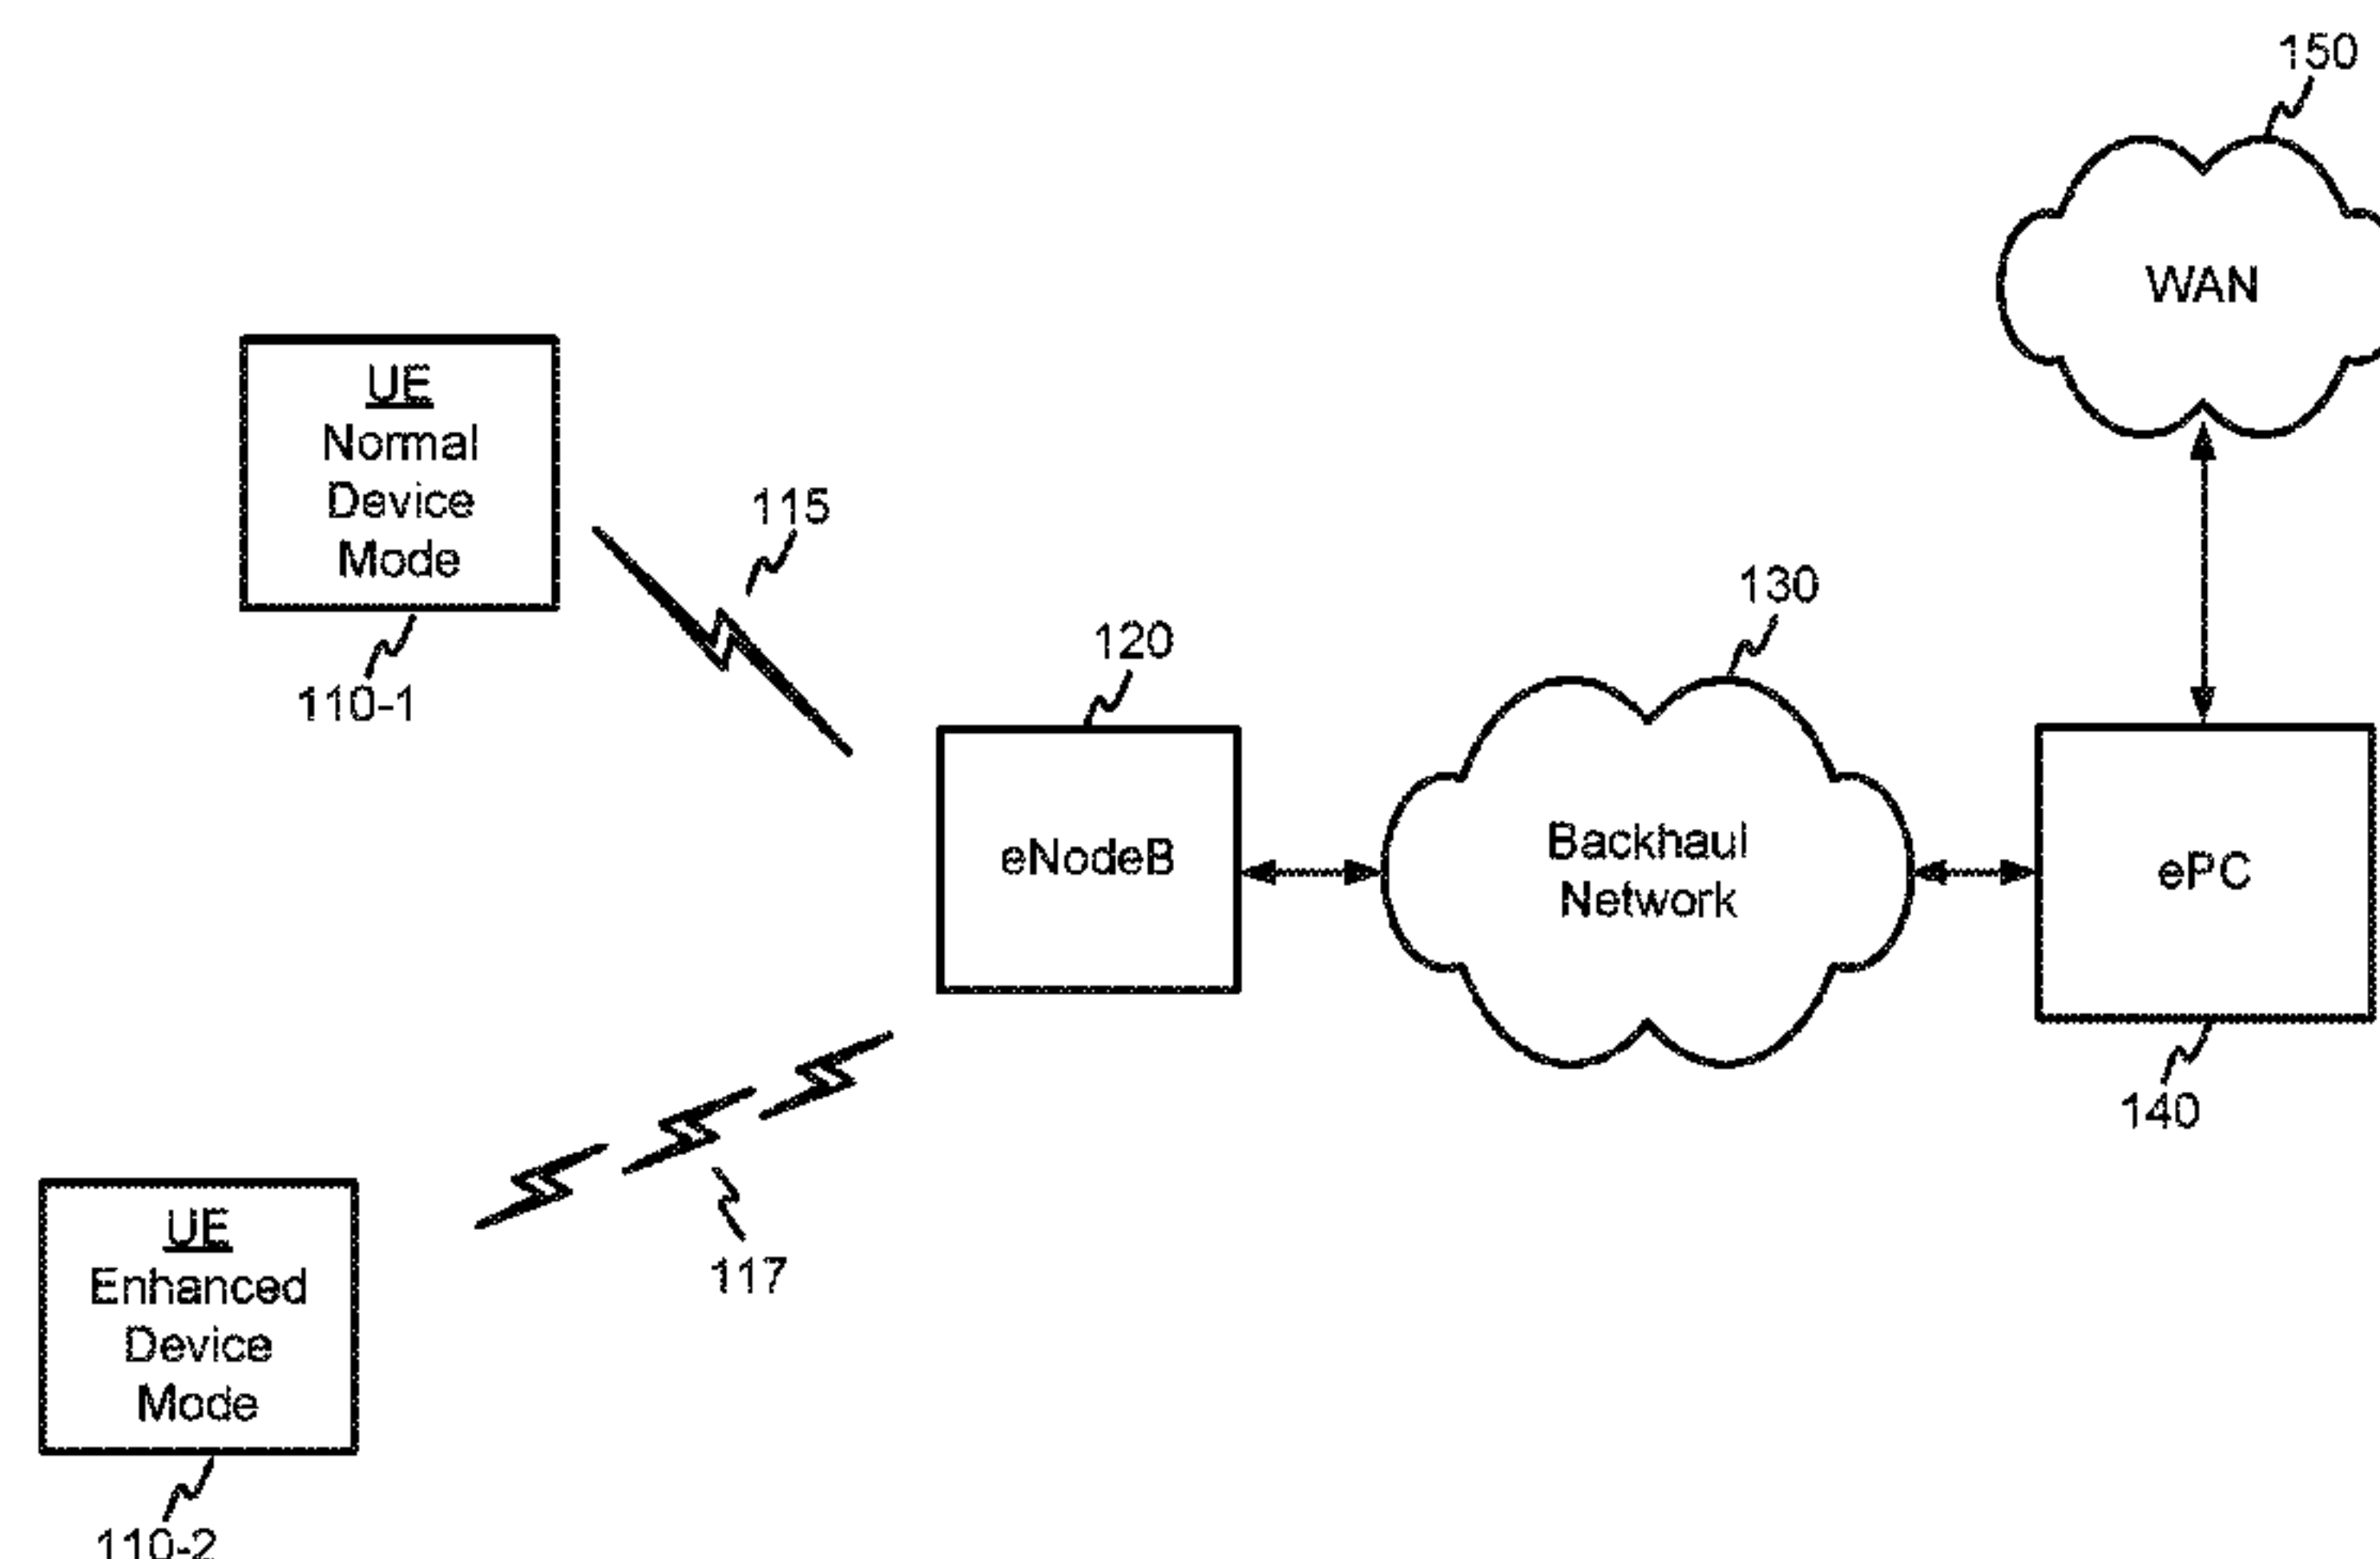 150
WAN
UE
Normal
Device
Mode
110-1
115
120
eNodeB
130
Backhaul
Network
ePC
140
117
UE
Enhanced
Device
Mode
110-2